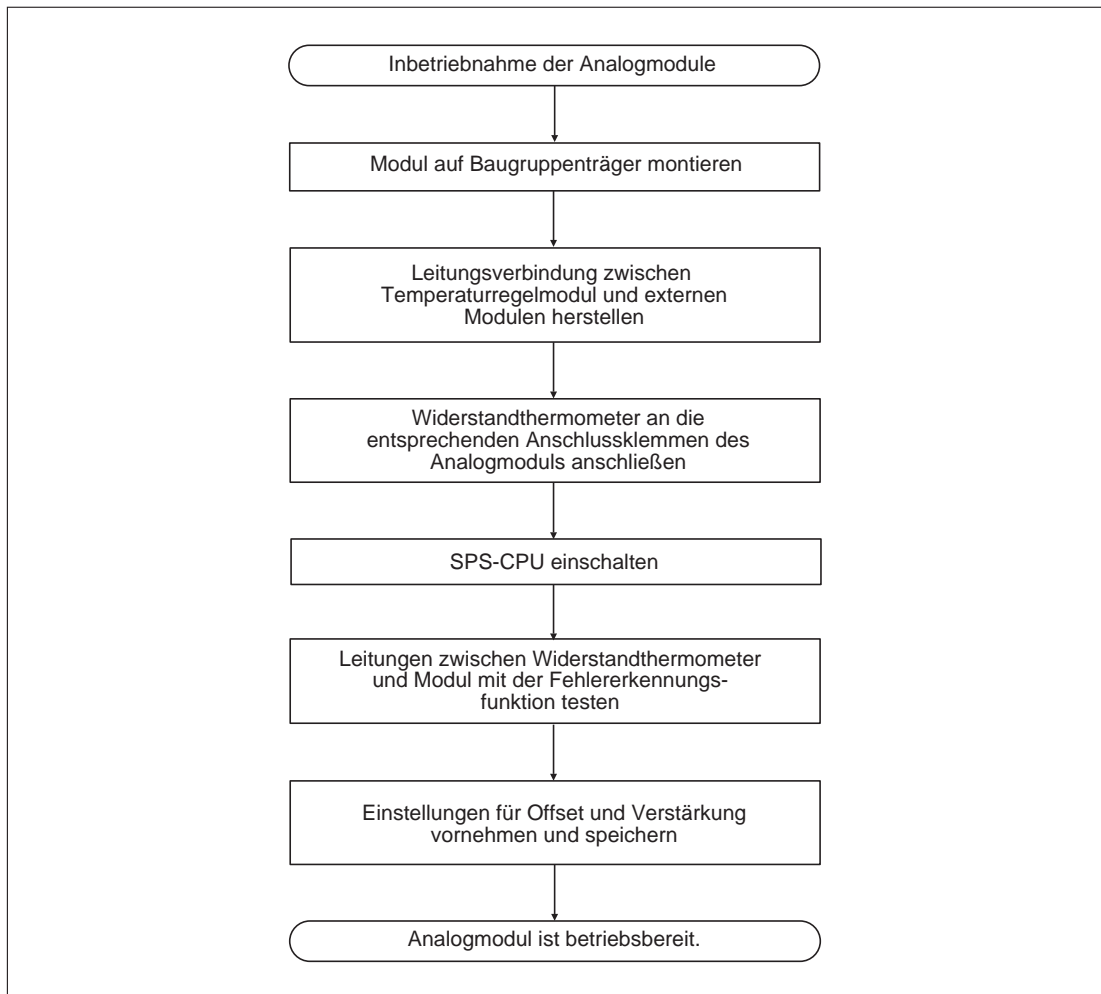 Inbetriebnahme der Analogmodule
Modul auf Baugruppenträger montieren
Leitungsverbindung zwischen
Temperaturregelmodul und externen
Modulen herstellen
Widerstandthermometer an die
entsprechenden Anschlussklemmen des
Analogmoduls anschließen
SPS-CPU einschalten
Leitungen zwischen Widerstandthermometer
und Modul mit der Fehlererkennungs-
funktion testen
Einstellungen für Offset und Verstärkung
vornehmen und speichern
Analogmodul ist betriebsbereit.